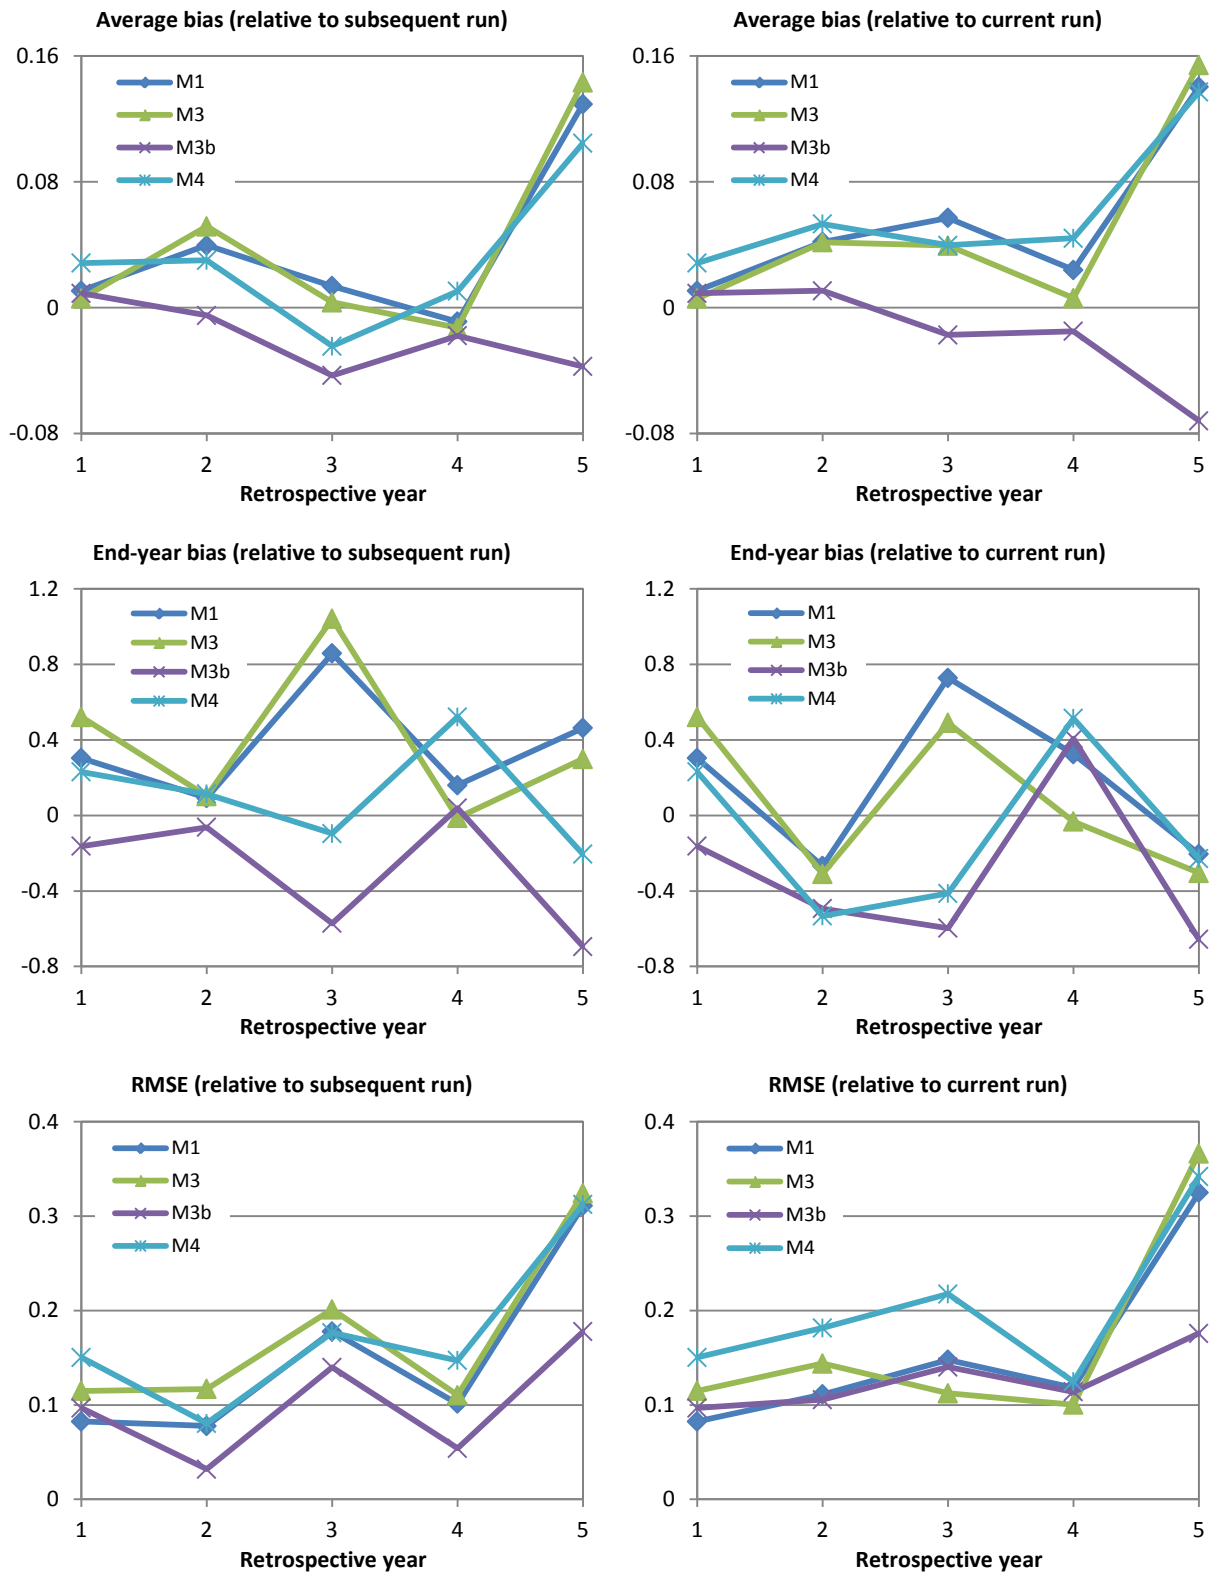 Average bias (relative to subsequent run)
0.16
0.08
0
-0.08
M1
M3
M3b
M4
1 2 3 4 5
Retrospective year
Average bias (relative to current run)
0.16
0.08
0
-0.08
M1
M3
M3b
M4
1 2 3 4 5
Retrospective year
End-year bias (relative to subsequent run)
1.2
0.8
0.4
0
-0.4
-0.8
M1
M3
M3b
M4
1 2 3 4 5
Retrospective year
End-year bias (relative to current run)
1.2
0.8
0.4
0
-0.4
-0.8
M1
M3
M3b
M4
1 2 3 4 5
Retrospective year
RMSE (relative to subsequent run)
0.4
0.3
0.2
0.1
0
M1
M3
M3b
M4
1 2 3 4 5
Retrospective year
RMSE (relative to current run)
0.4
0.3
0.2
0.1
0
M1
M3
M3b
M4
1 2 3 4 5
Retrospective year